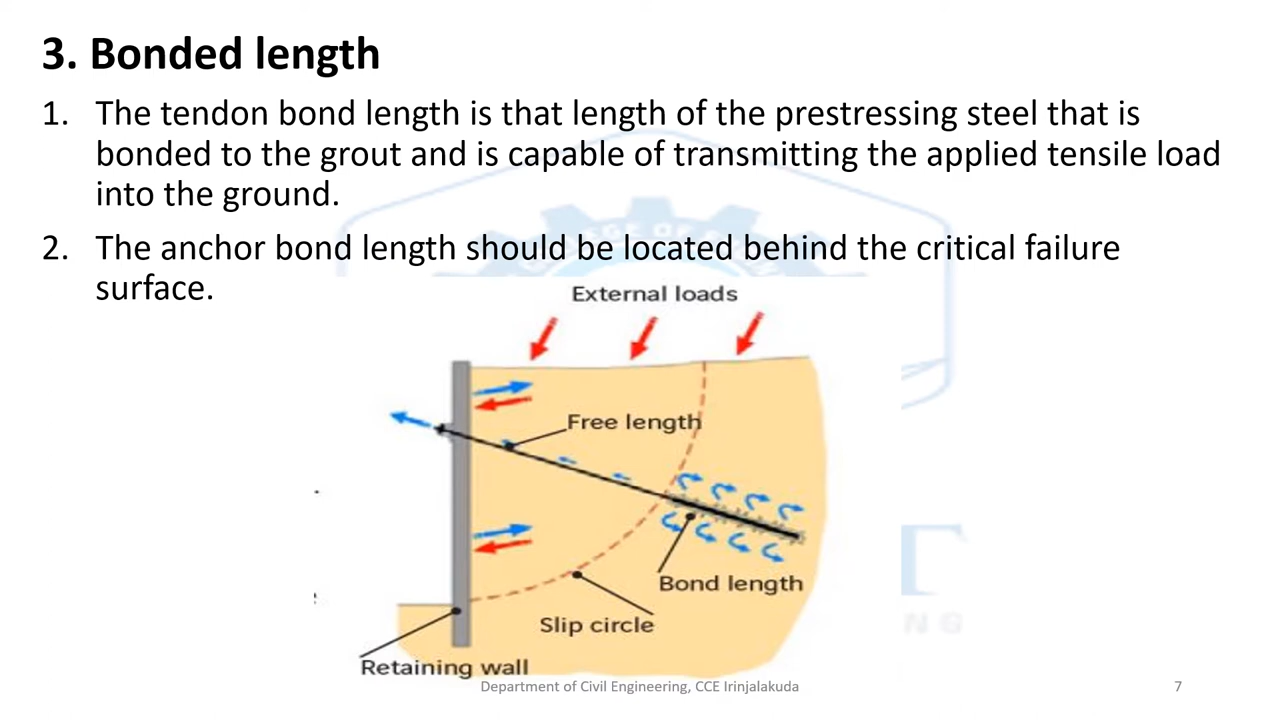 3. Bonded length
1. The tendon bond length is that length of the prestressing steel that is
bonded to the grout and is capable of transmitting the applied tensile load
into the ground.
2. The anchor bond length should be located behind the critical failure
surface.
External loads
Free length
Bond length
Slip circle
Retaining wall
Department of Civil Engineering, CCE Irinjalakuda
7